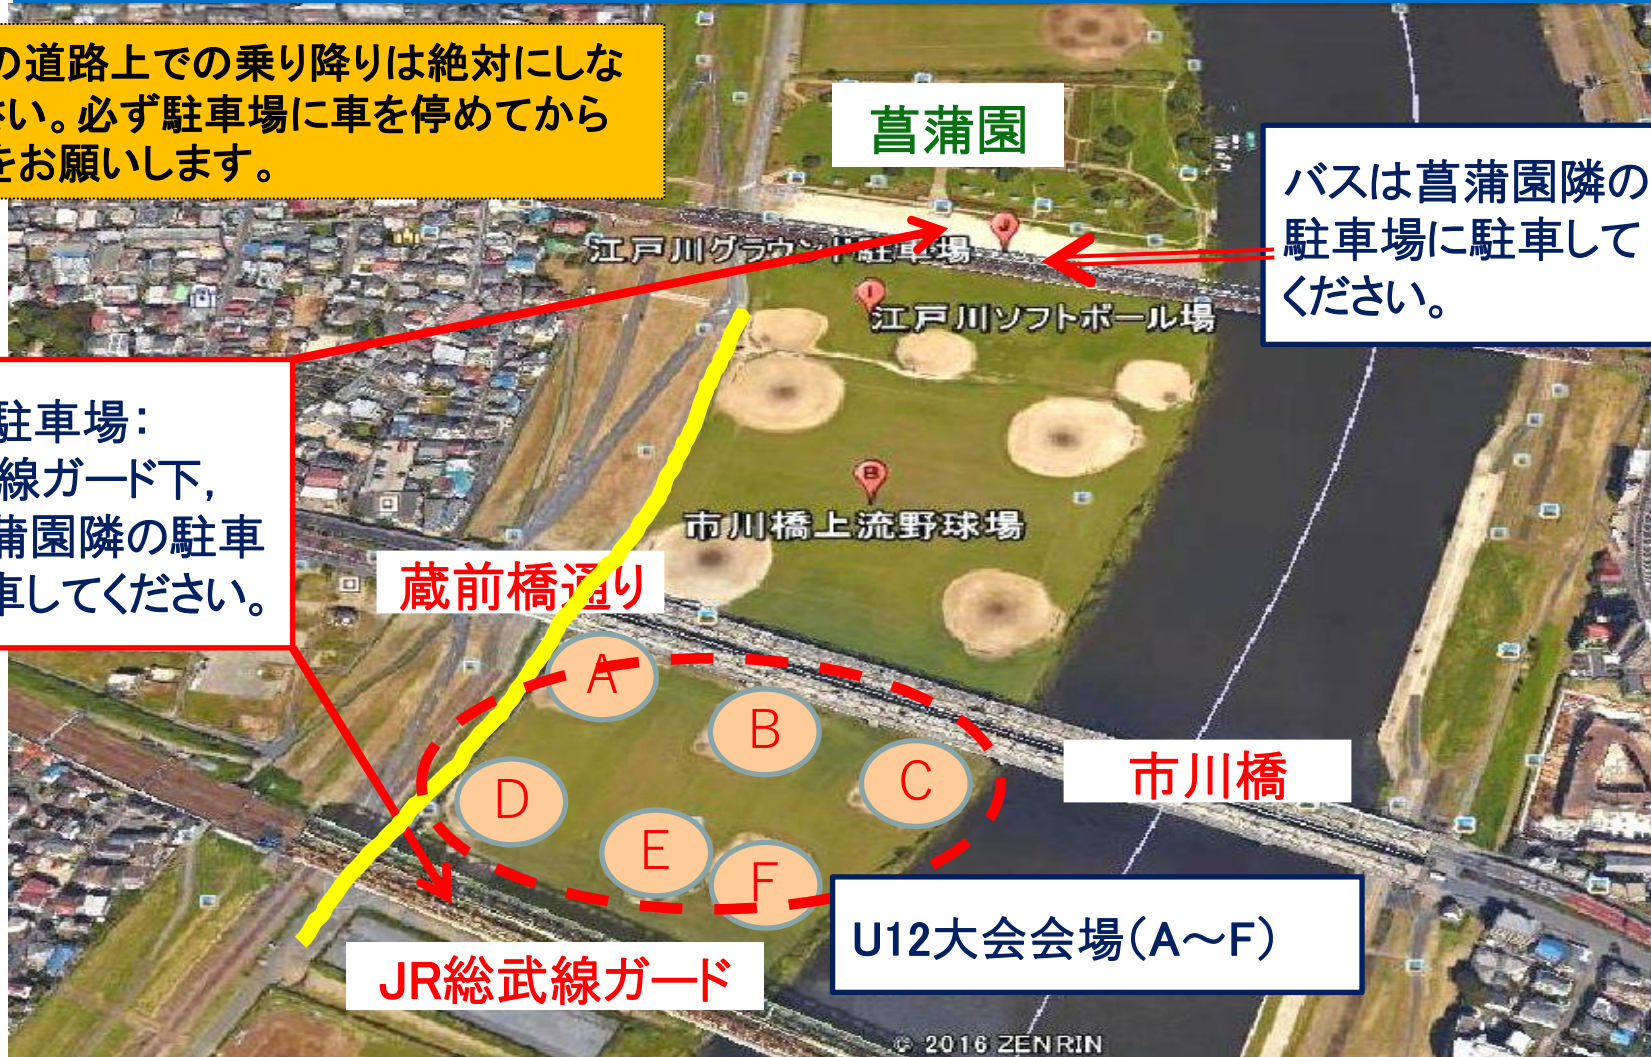 の道路上での乗り降りは絶対にしな
さい。必ず駐車場に車を停めてから
をお願いします。
菖蒲園
バスは菖蒲園隣の
駐車場に駐車して
ください。
J
江戸川グラウンド駐車場
I
江戸川ソフトボール場
駐車場：
線ガード下，
蒲園隣の駐車
車してください。
B
市川橋上流野球場
蔵前橋通り
A
B
C
D
E
F
市川橋
U12大会会場（A～F）
JR総武線ガード
© 2016 ZENRIN